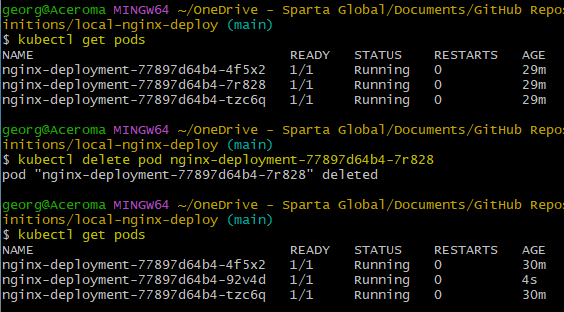 georg@Aceroma MINGW64 ~/OneDrive - Sparta Global/Documents/GitHub Repos
initions/local-nginx-deploy (main)
$ kubectl get pods
NAME READY STATUS RESTARTS AGE
nginx-deployment-77897d64b4-4f5x2 1/1 Running 0 29m
nginx-deployment-77897d64b4-7r828 1/1 Running 0 29m
nginx-deployment-77897d64b4-tzc6q 1/1 Running 0 29m
georg@Aceroma MINGW64 ~/OneDrive - Sparta Global/Documents/GitHub Repos
initions/local-nginx-deploy (main)
$ kubectl delete pod nginx-deployment-77897d64b4-7r828
pod "nginx-deployment-77897d64b4-7r828" deleted
georg@Aceroma MINGW64 ~/OneDrive - Sparta Global/Documents/GitHub Repos
initions/local-nginx-deploy (main)
$ kubectl get pods
NAME READY STATUS RESTARTS AGE
nginx-deployment-77897d64b4-4f5x2 1/1 Running 0 30m
nginx-deployment-77897d64b4-92v4d 1/1 Running 0 4s
nginx-deployment-77897d64b4-tzc6q 1/1 Running 0 30m